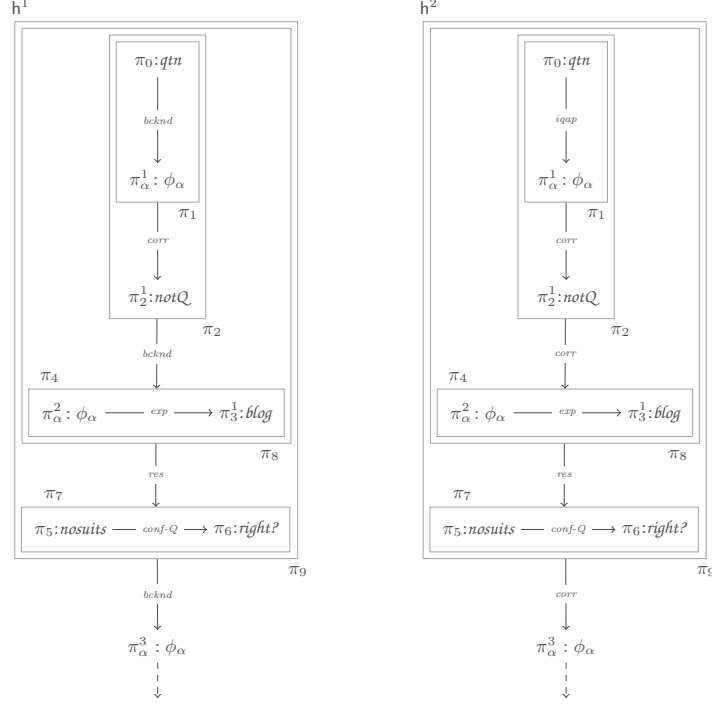 h¹ h²
π₀:qtn π₀:qtn
bcknd iqap
π¹_α: ϕ_α π¹_α: ϕ_α
π₁ π₁
corr corr
π¹₂:notQ π¹₂:notQ
π₂ π₂
bcknd corr
π₄ π₄
π²_α: ϕ_α exp π¹₃:blog π²_α: ϕ_α exp π¹₃:blog
π₈ π₈
res res
π₇ π₇
π₅:nosuits conf-Q π₆:right? π₅:nosuits conf-Q π₆:right?
π₉ π₉
bcknd corr
π³_α: ϕ_α π³_α: ϕ_α